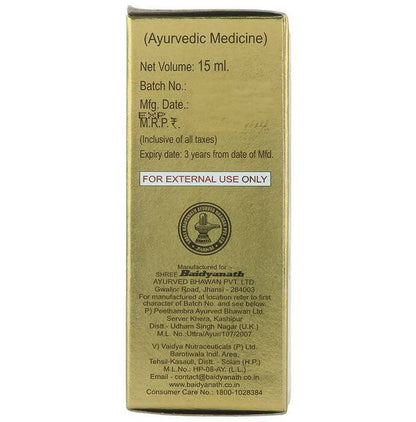 (Ayurvedic Medicine)
Net Volume: 15 ml.
Batch No.:
Mfg. Date.:
EXP
M.R.P ₹.
(Inclusive of all taxes)
Expiry date: 3 years from date of Mfd.
FOR EXTERNAL USE ONLY
Manufactured for
SHREE Baidyanath
AYURVED BHAWAN PVT. LTD.
Gwalior Road, Jhansi - 284003
For manufactured at location refer to first
character of Batch No. and see below.
P) Peethambra Ayurved Bhawan Ltd.
Server Khera, Kashipur
Distt.- Udham Singh Nagar (U.K.)
M.L. No.:Uttra/Ayur/107/2007
V) Vaidya Nutraceuticals (P) Ltd.
Barotiwala Indl. Area,
Tehsil-Kasauli, Distt. - Solan (H.P.)
M.L.No.: HP-08-AY. (L.L.)
Email - contact@baidyanath.co.in
www.baidyanath.co.in
Consumer Care No.: 1800-1028384